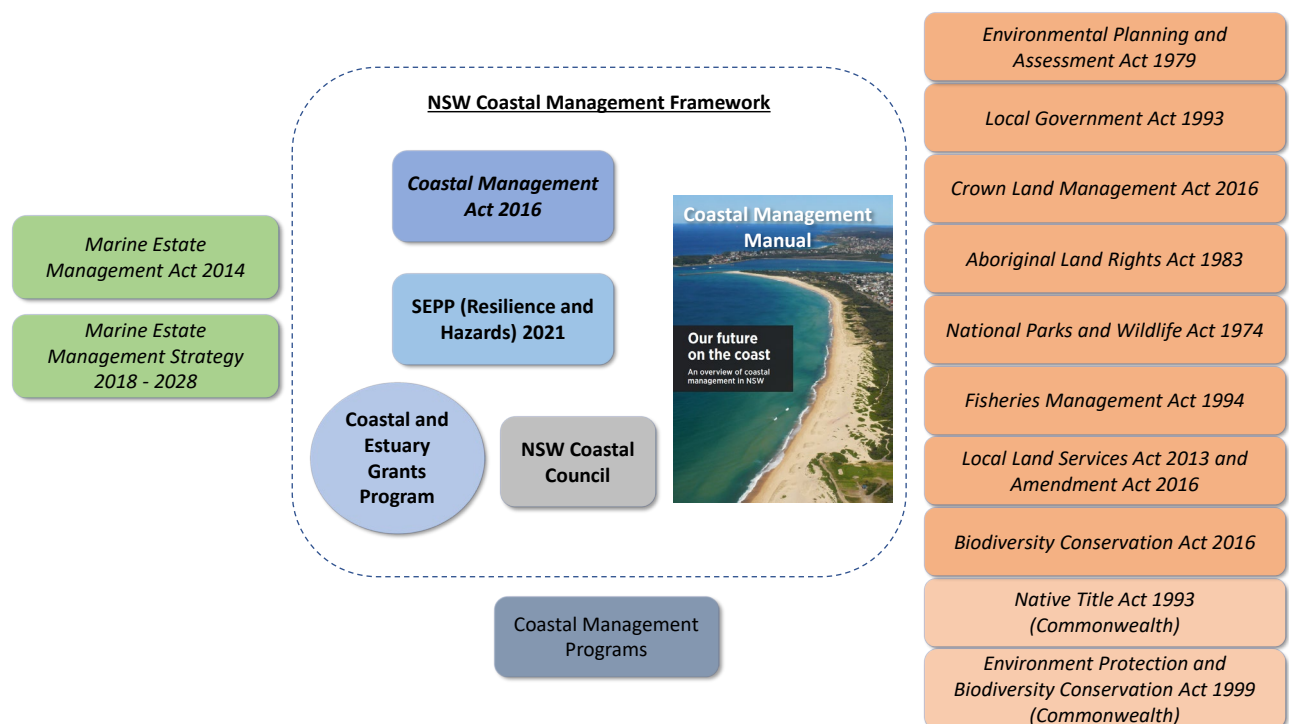 NSW Coastal Management Framework
Coastal Management
Act 2016
SEPP (Resilience and
Hazards) 2021
Coastal and
Estuary
Grants
Program
NSW Coastal
Council
Coastal Management
Manual
Our future
on the coast
An overview of coastal
management in NSW
Marine Estate
Management Act 2014
Marine Estate
Management Strategy
2018 - 2028
Coastal Management
Programs
Environmental Planning and
Assessment Act 1979
Local Government Act 1993
Crown Land Management Act 2016
Aboriginal Land Rights Act 1983
National Parks and Wildlife Act 1974
Fisheries Management Act 1994
Local Land Services Act 2013 and
Amendment Act 2016
Biodiversity Conservation Act 2016
Native Title Act 1993
(Commonwealth)
Environment Protection and
Biodiversity Conservation Act 1999
(Commonwealth)